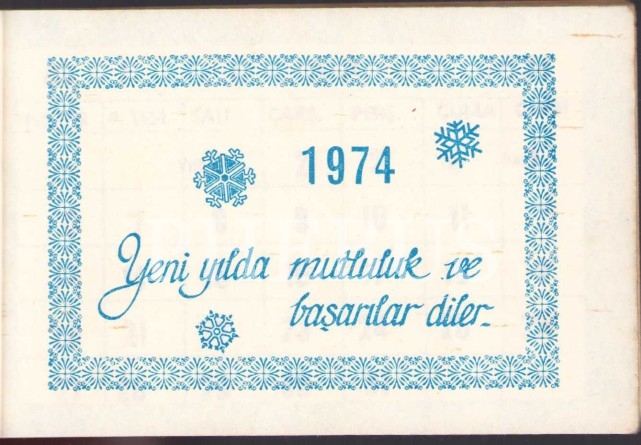 1974
Yeni yılda mutluluk ve
başarılar diler.